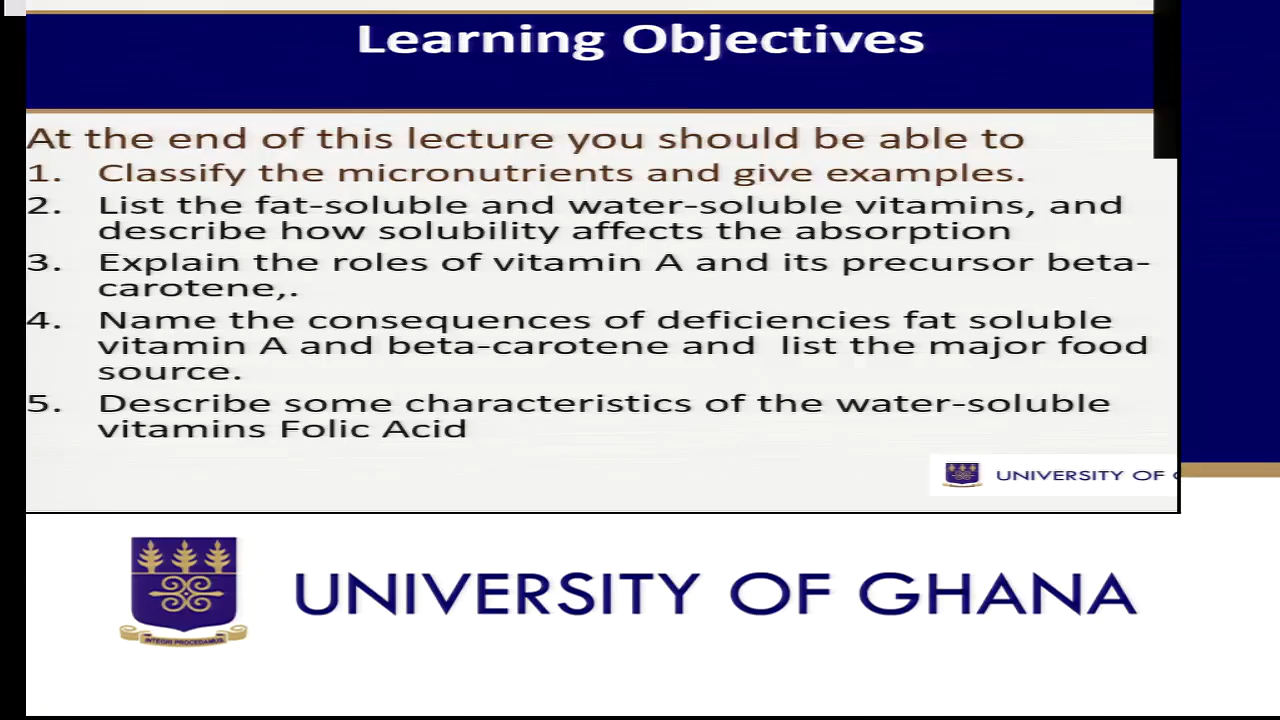 Learning Objectives
At the end of this lecture you should be able to
1. Classify the micronutrients and give examples.
2. List the fat-soluble and water-soluble vitamins, and
describe how solubility affects the absorption
3. Explain the roles of vitamin A and its precursor beta-
carotene,.
4. Name the consequences of deficiencies fat soluble
vitamin A and beta-carotene and list the major food
source.
5. Describe some characteristics of the water-soluble
vitamins Folic Acid
UNIVERSITY OF
INTEGRI PROCEDAMUS
UNIVERSITY OF GHANA